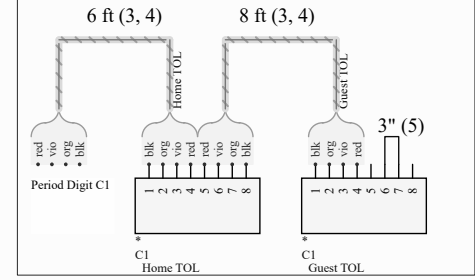 6 ft (3, 4) 8 ft (3, 4)
Home TOL Guest TOL
3" (5)
red vio org blk blk org vio red red vio org blk blk org vio red
Period Digit C1
1 2 3 4 5 6 7 8 1 2 3 4 5 6 7 8
* *
C1 C1
Home TOL Guest TOL